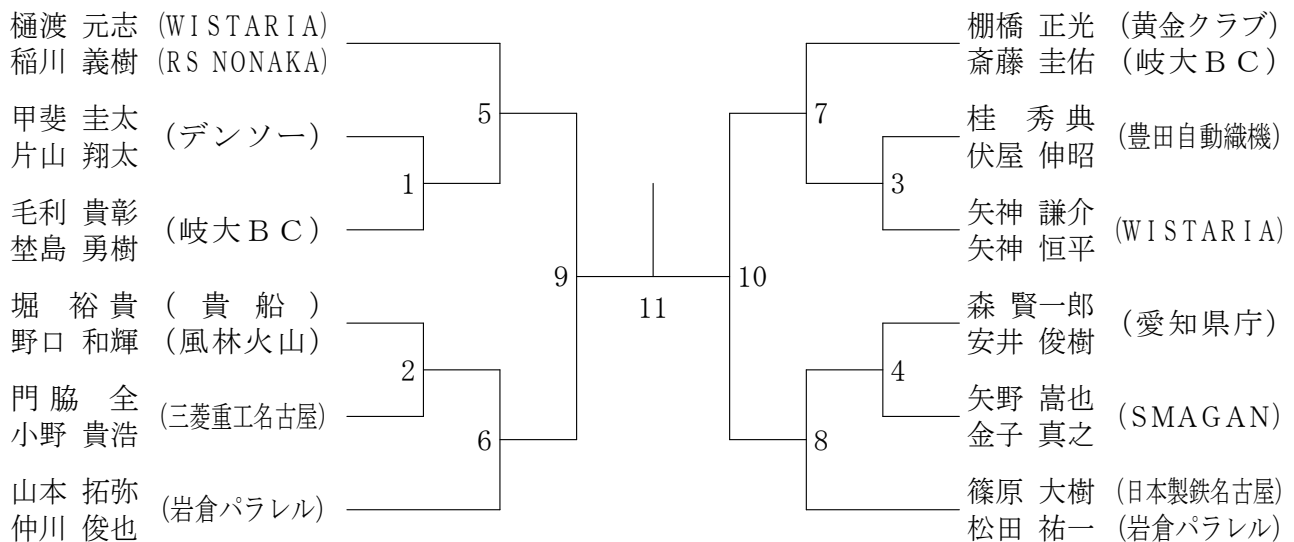 樋渡 元志 (WISTARIA)
稲川 義樹 (RS NONAKA)
甲斐 圭太
片山 翔太
(デンソー)
毛利 貴彰
埜島 勇樹
(岐大BC)
堀 裕貴 (貴船)
野口 和輝 (風林火山)
門脇 全
小野 貴浩
(三菱重工名古屋)
山本 拓弥
仲川 俊也
(岩倉パラレル)
5
1
2
6
9
11
10
7
3
4
8
棚橋 正光 (黄金クラブ)
斎藤 圭佑 (岐大BC)
桂 秀典
伏屋 伸昭
(豊田自動織機)
矢神 謙介
矢神 恒平
(WISTARIA)
森 賢一郎
安井 俊樹
(愛知県庁)
矢野 嵩也
金子 真之
(SMAGAN)
篠原 大樹 (日本製鉄名古屋)
松田 祐一 (岩倉パラレル)